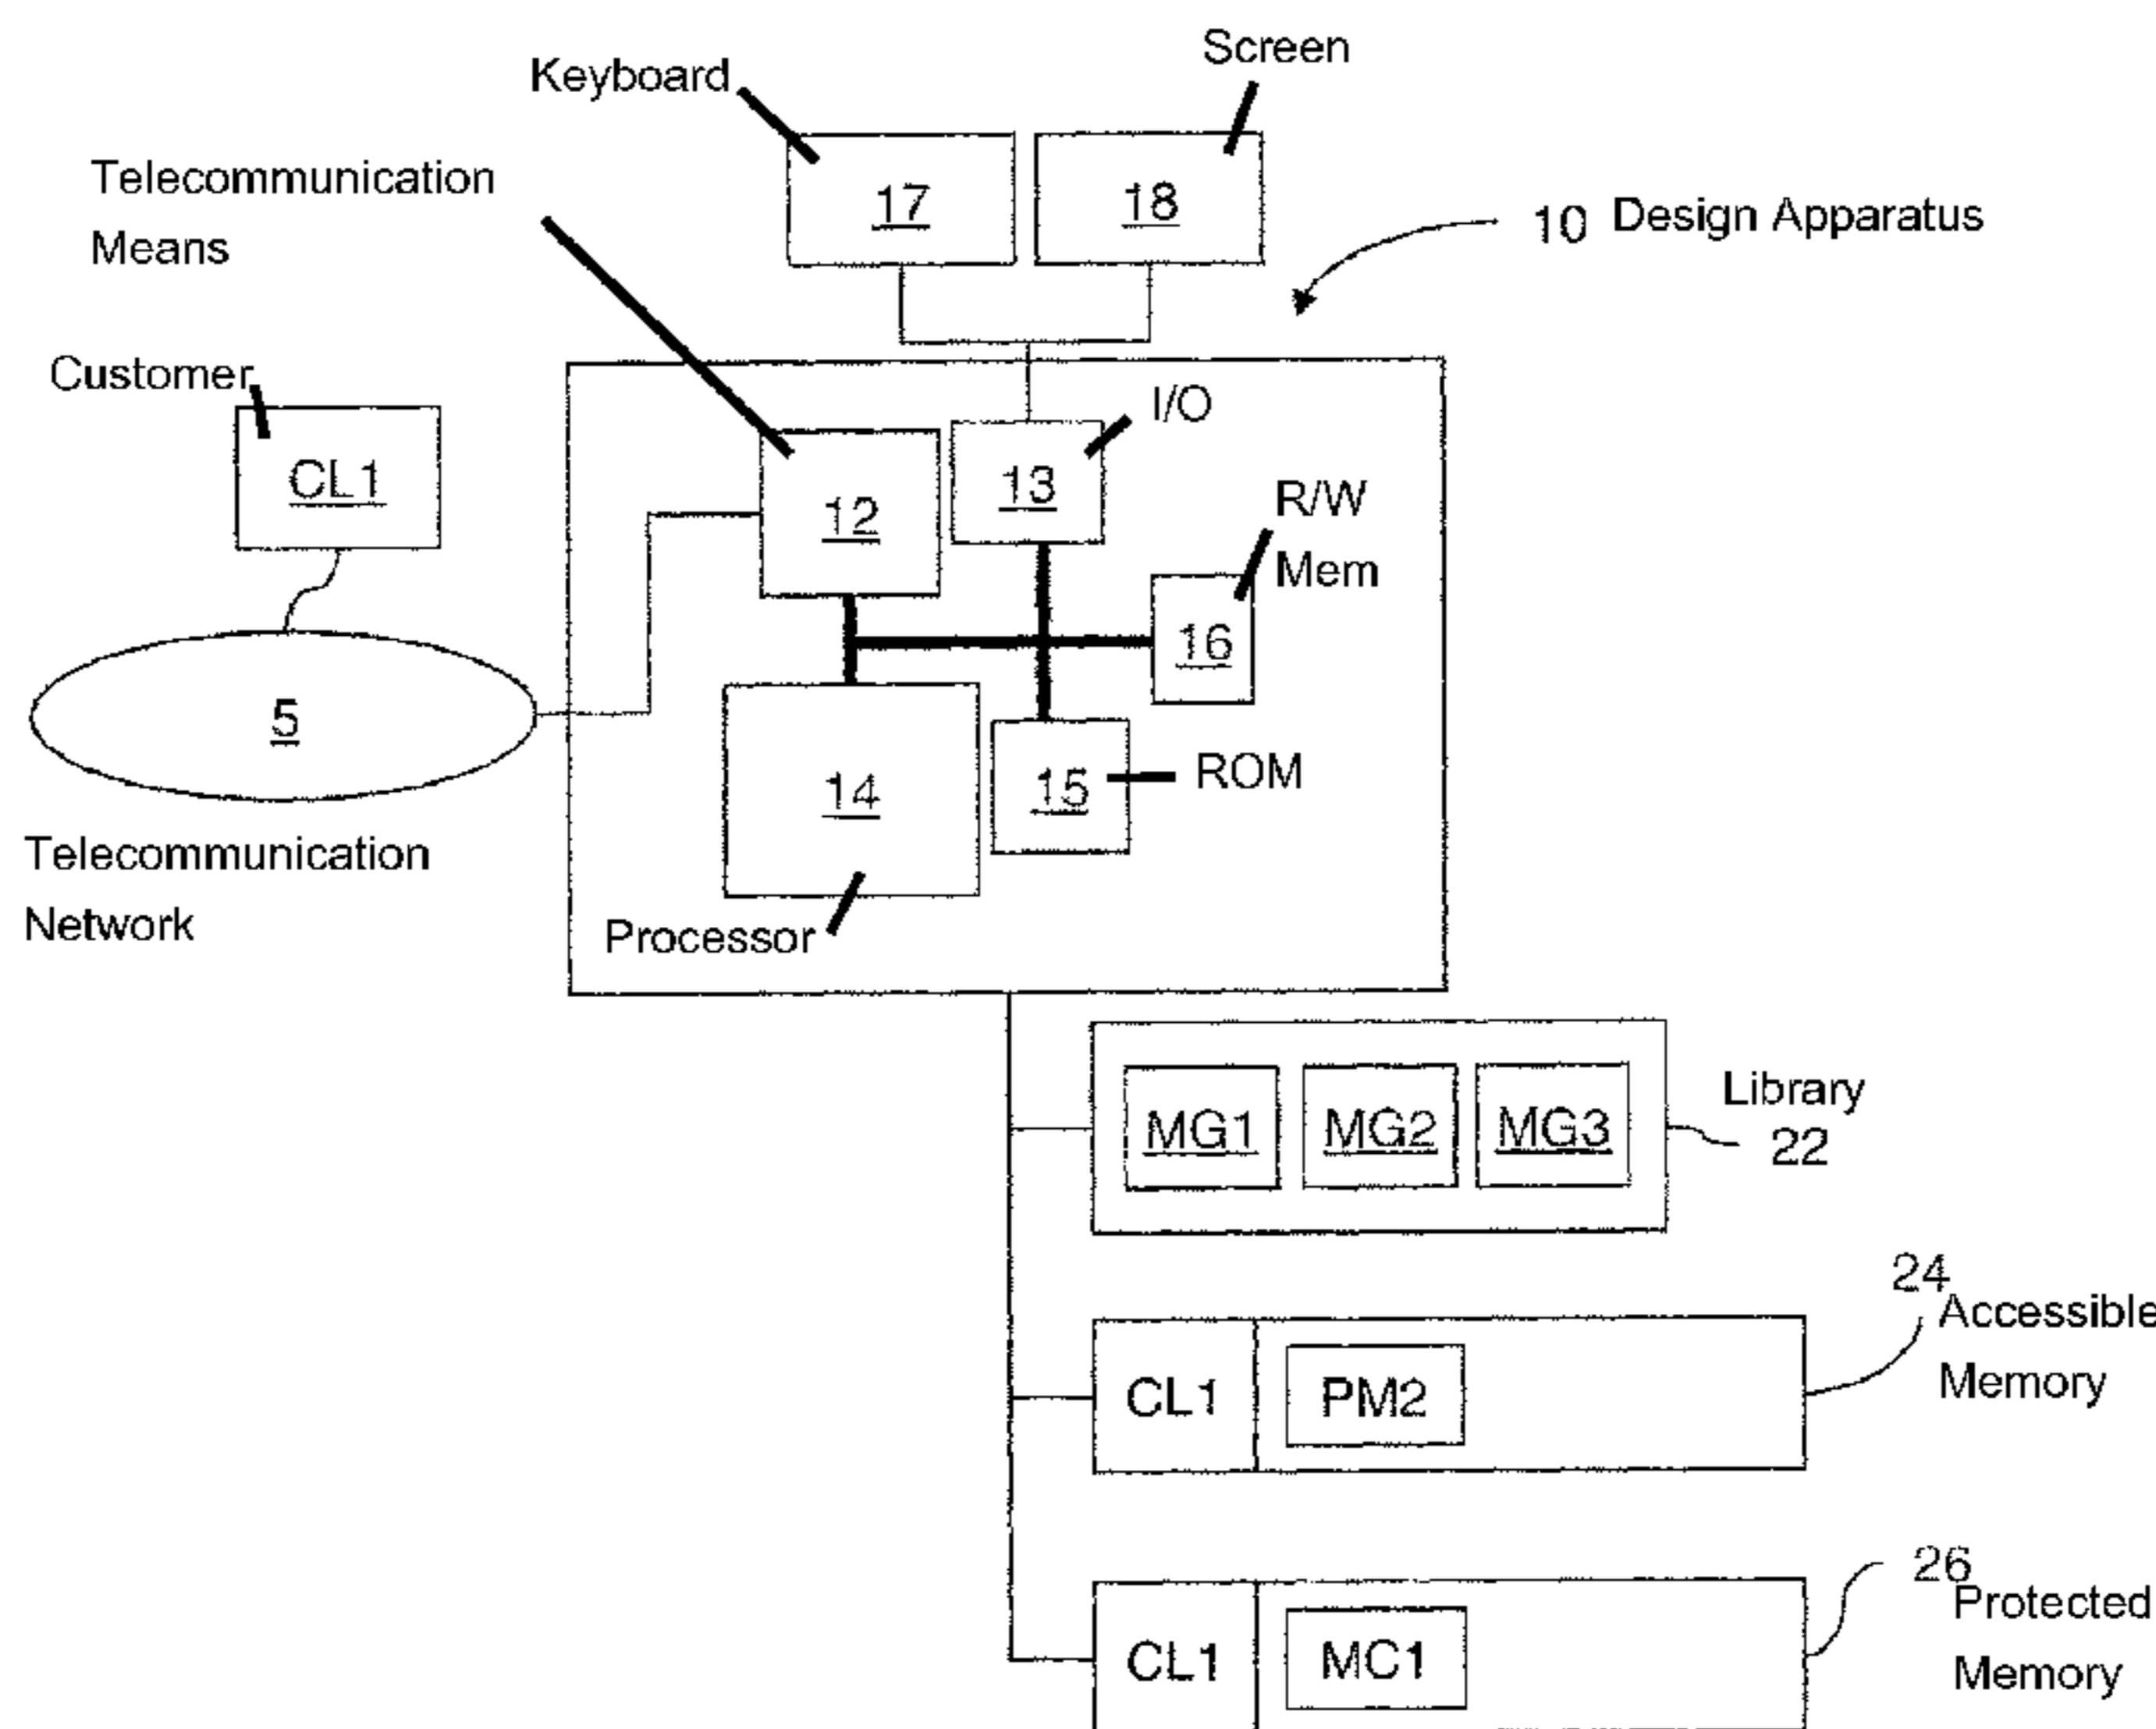 Screen
Keyboard
Telecommunication
Means
17
18
10 Design Apparatus
Customer
CL1
I/O
13
12
R/W
Mem
16
5
14
15
ROM
Telecommunication
Network
Processor
MG1
MG2
MG3
Library
22
24
Accessible
Memory
CL1
PM2
26
Protected
Memory
CL1
MC1